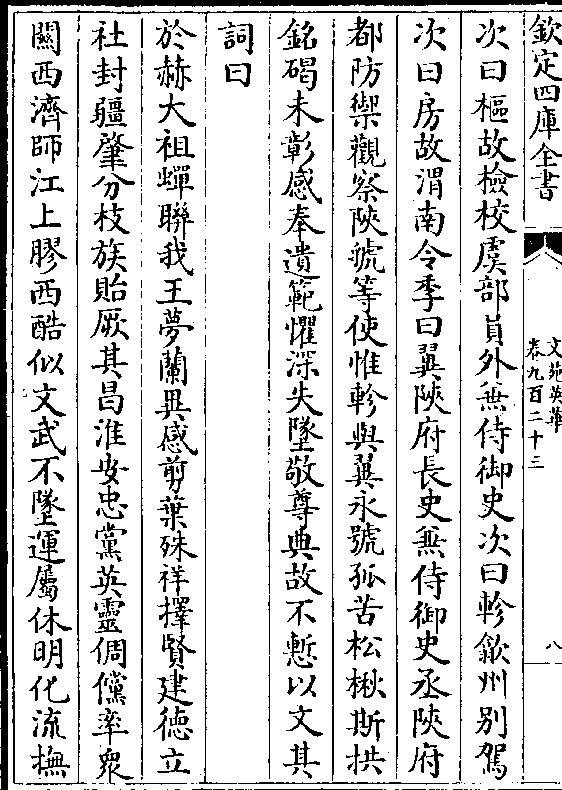 欽定四庫全書
文苑英華
卷九百二十三
八
次曰樞故檢校虞部員外兼侍御史次曰軫歙州别駕
次曰房故渭南令季曰翼陜府長史兼侍御史丞陜府
都防禦觀察陜虢等使惟軫與翼永號孤苦松楸斯拱
銘碣未彰感奉遺範懼深失墜敬尊典故不慙以文其
詞曰
於赫大祖蟬聨我王夢蘭異感剪葉殊祥擇賢建徳立
社封疆肇分枝族貽厥其昌淮安忠黨英靈倜儻率衆
關西濟師江上膠西酷似文武不墜運屬休明化流撫